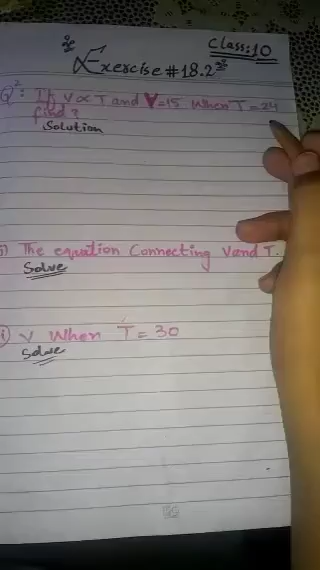 Class:10
Exercise #18.2
Q2: If V ∝ T and V=15 when T = 24
find?
Solution
i) The equation Connecting V and T.
Solve
V When T = 30
Solve